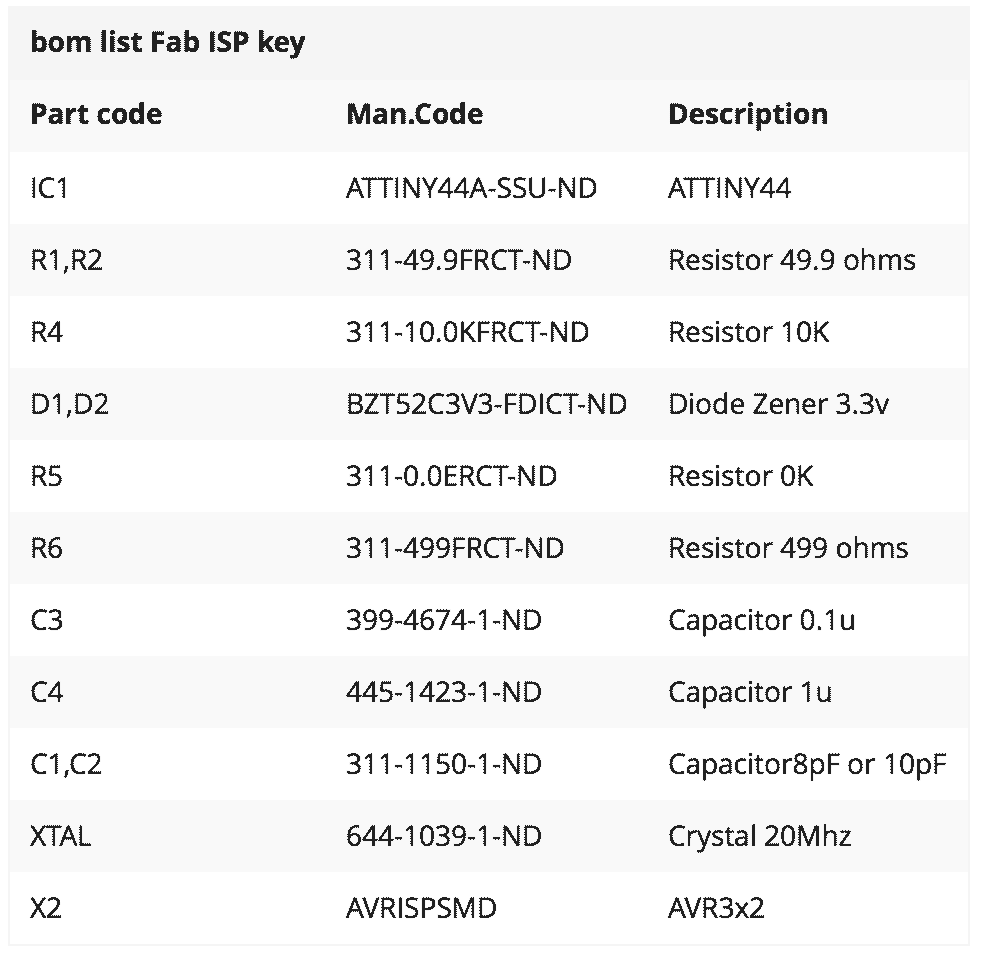 bom list Fab ISP key
Part code Man.Code Description
IC1 ATTINY44A-SSU-ND ATTINY44
R1,R2 311-49.9FRCT-ND Resistor 49.9 ohms
R4 311-10.0KFRCT-ND Resistor 10K
D1,D2 BZT52C3V3-FDICT-ND Diode Zener 3.3v
R5 311-0.0ERCT-ND Resistor 0K
R6 311-499FRCT-ND Resistor 499 ohms
C3 399-4674-1-ND Capacitor 0.1u
C4 445-1423-1-ND Capacitor 1u
C1,C2 311-1150-1-ND Capacitor8pF or 10pF
XTAL 644-1039-1-ND Crystal 20Mhz
X2 AVRISPSMD AVR3x2